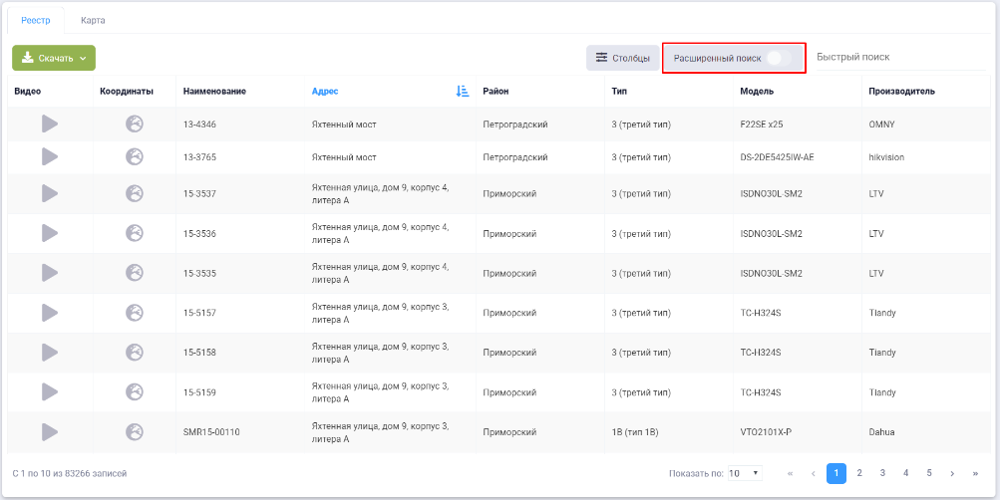 Реестр Карта
Скачать Столбцы Расширенный поиск Быстрый поиск
Видео Координаты Наименование Адрес Район Тип Модель Производитель
13-4346 Яхтенный мост Петроградский 3 (третий тип) F22SE x25 OMNY
13-3765 Яхтенный мост Петроградский 3 (третий тип) DS-2DE5425IW-AE hikvision
15-3537 Яхтенная улица, дом 9, корпус 4, литера А Приморский 3 (третий тип) ISDNO30L-SM2 LTV
15-3536 Яхтенная улица, дом 9, корпус 4, литера А Приморский 3 (третий тип) ISDNO30L-SM2 LTV
15-3535 Яхтенная улица, дом 9, корпус 4, литера А Приморский 3 (третий тип) ISDNO30L-SM2 LTV
15-5157 Яхтенная улица, дом 9, корпус 3, литера А Приморский 3 (третий тип) TC-H324S Tiandy
15-5158 Яхтенная улица, дом 9, корпус 3, литера А Приморский 3 (третий тип) TC-H324S Tiandy
15-5159 Яхтенная улица, дом 9, корпус 3, литера А Приморский 3 (третий тип) TC-H324S Tiandy
SMR15-00110 Яхтенная улица, дом 9, корпус 3, литера А Приморский 1В (тип 1В) VTO2101X-P Dahua
С 1 по 10 из 83266 записей Показать по: 10 « ‹ 1 2 3 4 5 › »